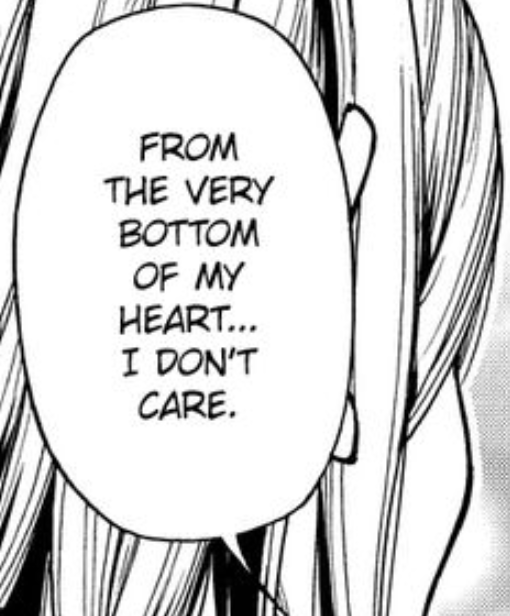 FROM
THE VERY
BOTTOM
OF MY
HEART...
I DON'T
CARE.